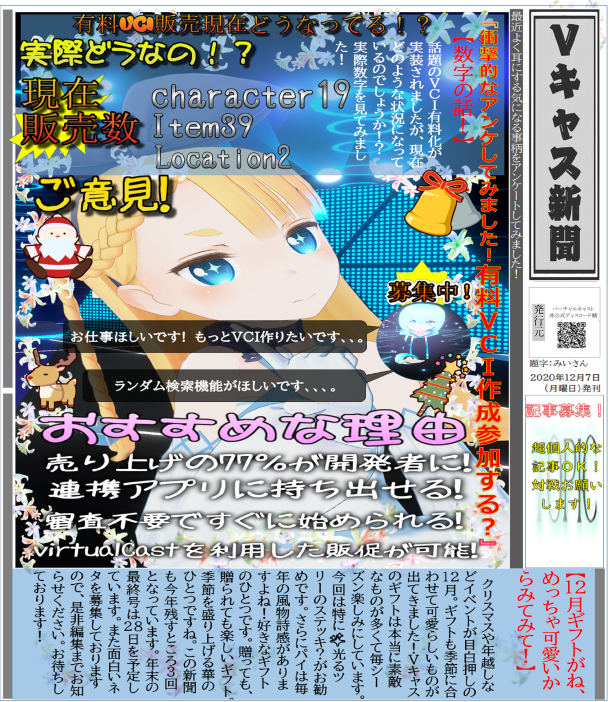 Vキャス新聞
発行元
バーチャルキャスト
非公式ディスコード鯖
題字：みいさん
2020年12月7日
（月曜日）発刊
記事募集！
超個人的な
記事OK！
対戦お願い
します！
最近よく耳にする気になる事柄をアンケートしてみました！
『衝撃的なアンケしてみました！有料VCI作成参加する？』
【数字の話！】
話題のVCI有料化が
実装されましたが、現在
どのような状況になって
いるのでしょうか！？
実際数字を見てみまし
た！
有料VCI販売現在どうなってる！？
実際どうなの！？
現在
販売数
character19
Item39
Location2
ご意見!
募集中！
お仕事ほしいです！もっとVCI作りたいです、、。
ランダム検索機能がほしいです、、、、。
おすすめな理由
売り上げの77%が開発者に!
連携アプリに持ち出せる!
審査不要ですぐに始められる!
virtualCastを利用した販促が可能!
【12月ギフトがね、
めっちゃ可愛いか
らみてみて！】
クリスマスや年越しな
どイベントが目白押しの
12月。ギフトも季節に合
わせて可愛らしいものが
出てきました！Vキャス
のギフトは本当に素敵
なものが多くて毎シー
ズン楽しみにしています。
今回は特に光るツ
リーのステッキ？がお勧
めです。さらにパイは毎
年の風物詩感がありま
すよね！好きなギフト
のひとつです。贈っても、
贈られても楽しいギフト。
季節を盛り上げる華の
ひとつですね。この新聞
も今年残すところ3回
となっています。年末の
最終号は28日を予定し
ています。まだ面白いネ
タを募集しております
ので、是非編集までお知
らせください。お待ちし
ております！